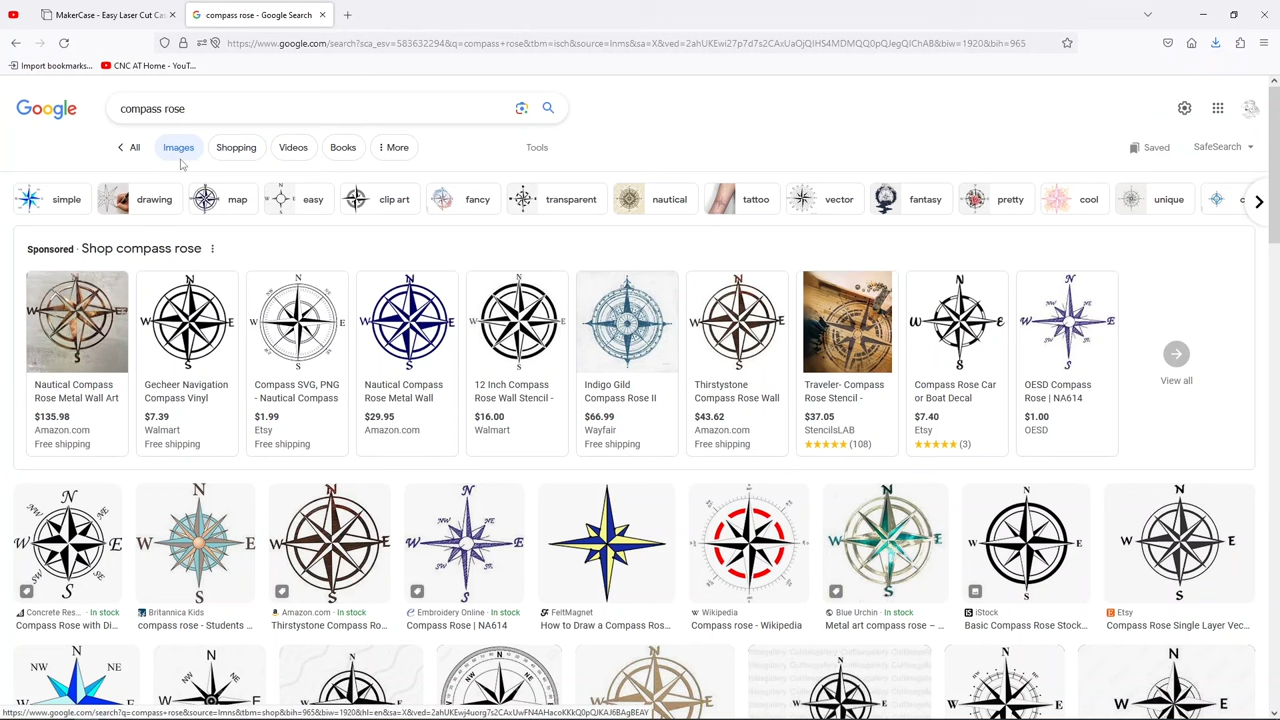 MakerCase - Easy Laser Cut Ca
compass rose - Google Search
https://www.google.com/search?sca_esv=583632294&q=compass+rose&tbm=isch&source=lnms&sa=X&ved=2ahUKEwi27p7d7s2CAxUaOjQIHS4MDMQQ0pQJegQIChAB&biw=1920&bih=965
Import bookmarks...
CNC AT Home - YouT...
Google
compass rose
All
Images
Shopping
Videos
Books
More
Tools
Saved
SafeSearch
simple
drawing
map
easy
clip art
fancy
transparent
nautical
tattoo
vector
fantasy
pretty
cool
unique
Sponsored · Shop compass rose
Nautical Compass
Rose Metal Wall Art
$135.98
Amazon.com
Free shipping
Gecheer Navigation
Compass Vinyl
$7.39
Walmart
Free shipping
Compass SVG, PNG
- Nautical Compass
$1.99
Etsy
Free shipping
Nautical Compass
Rose Metal Wall
$29.95
Amazon.com
12 Inch Compass
Rose Wall Stencil -
$16.00
Walmart
Indigo Gild
Compass Rose II
$66.99
Wayfair
Free shipping
Thirstystone
Compass Rose Wall
$43.62
Amazon.com
Free shipping
Traveler- Compass
Rose Stencil -
$37.05
StencilsLAB
(108)
Compass Rose Car
or Boat Decal
$7.40
Etsy
(3)
OESD Compass
Rose | NA614
$1.00
OESD
View all
Concrete Res... · In stock
Compass Rose with Di...
Britannica Kids
compass rose - Students ...
Amazon.com · In stock
Thirstystone Compass Ro...
Embroidery Online · In stock
Compass Rose | NA614
FeltMagnet
How to Draw a Compass Ros...
Wikipedia
Compass rose - Wikipedia
Blue Urchin · In stock
Metal art compass rose – ...
iStock
Basic Compass Rose Stock...
Etsy
Compass Rose Single Layer Vec...